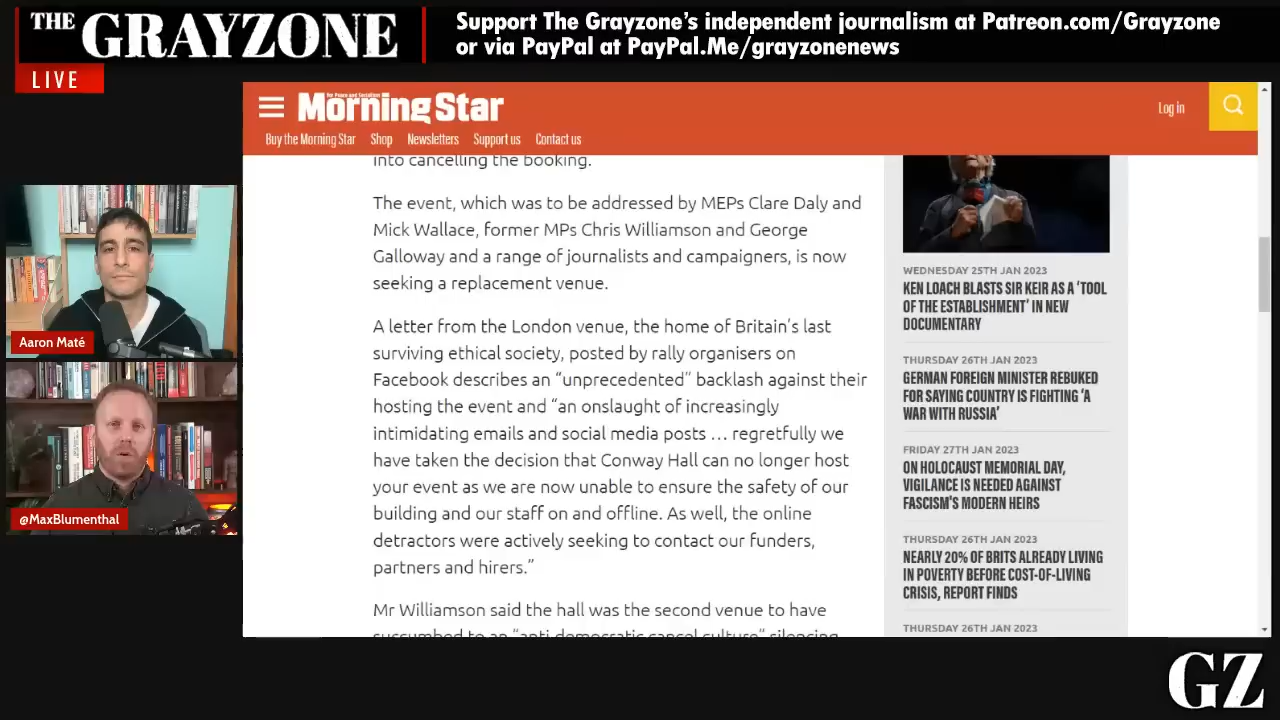 THE GRAYZONE
LIVE
Support The Grayzone's independent journalism at Patreon.com/Grayzone
or via PayPal at PayPal.Me/grayzonenews
Morning Star
Log in
Buy the Morning Star Shop Newsletters Support us Contact us
into cancelling the booking.
The event, which was to be addressed by MEPs Clare Daly and
Mick Wallace, former MPs Chris Williamson and George
Galloway and a range of journalists and campaigners, is now
seeking a replacement venue.
A letter from the London venue, the home of Britain's last
surviving ethical society, posted by rally organisers on
Facebook describes an “unprecedented” backlash against their
hosting the event and “an onslaught of increasingly
intimidating emails and social media posts … regretfully we
have taken the decision that Conway Hall can no longer host
your event as we are now unable to ensure the safety of our
building and our staff on and offline. As well, the online
detractors were actively seeking to contact our funders,
partners and hirers.”
Mr Williamson said the hall was the second venue to have
succumbed to an “anti-democratic cancel culture” silencing
WEDNESDAY 25TH JAN 2023
KEN LOACH BLASTS SIR KEIR AS A 'TOOL
OF THE ESTABLISHMENT' IN NEW
DOCUMENTARY
THURSDAY 26TH JAN 2023
GERMAN FOREIGN MINISTER REBUKED
FOR SAYING COUNTRY IS FIGHTING 'A
WAR WITH RUSSIA'
FRIDAY 27TH JAN 2023
ON HOLOCAUST MEMORIAL DAY,
VIGILANCE IS NEEDED AGAINST
FASCISM'S MODERN HEIRS
THURSDAY 26TH JAN 2023
NEARLY 20% OF BRITS ALREADY LIVING
IN POVERTY BEFORE COST-OF-LIVING
CRISIS, REPORT FINDS
THURSDAY 26TH JAN 2023
Aaron Maté
@MaxBlumenthal
GZ